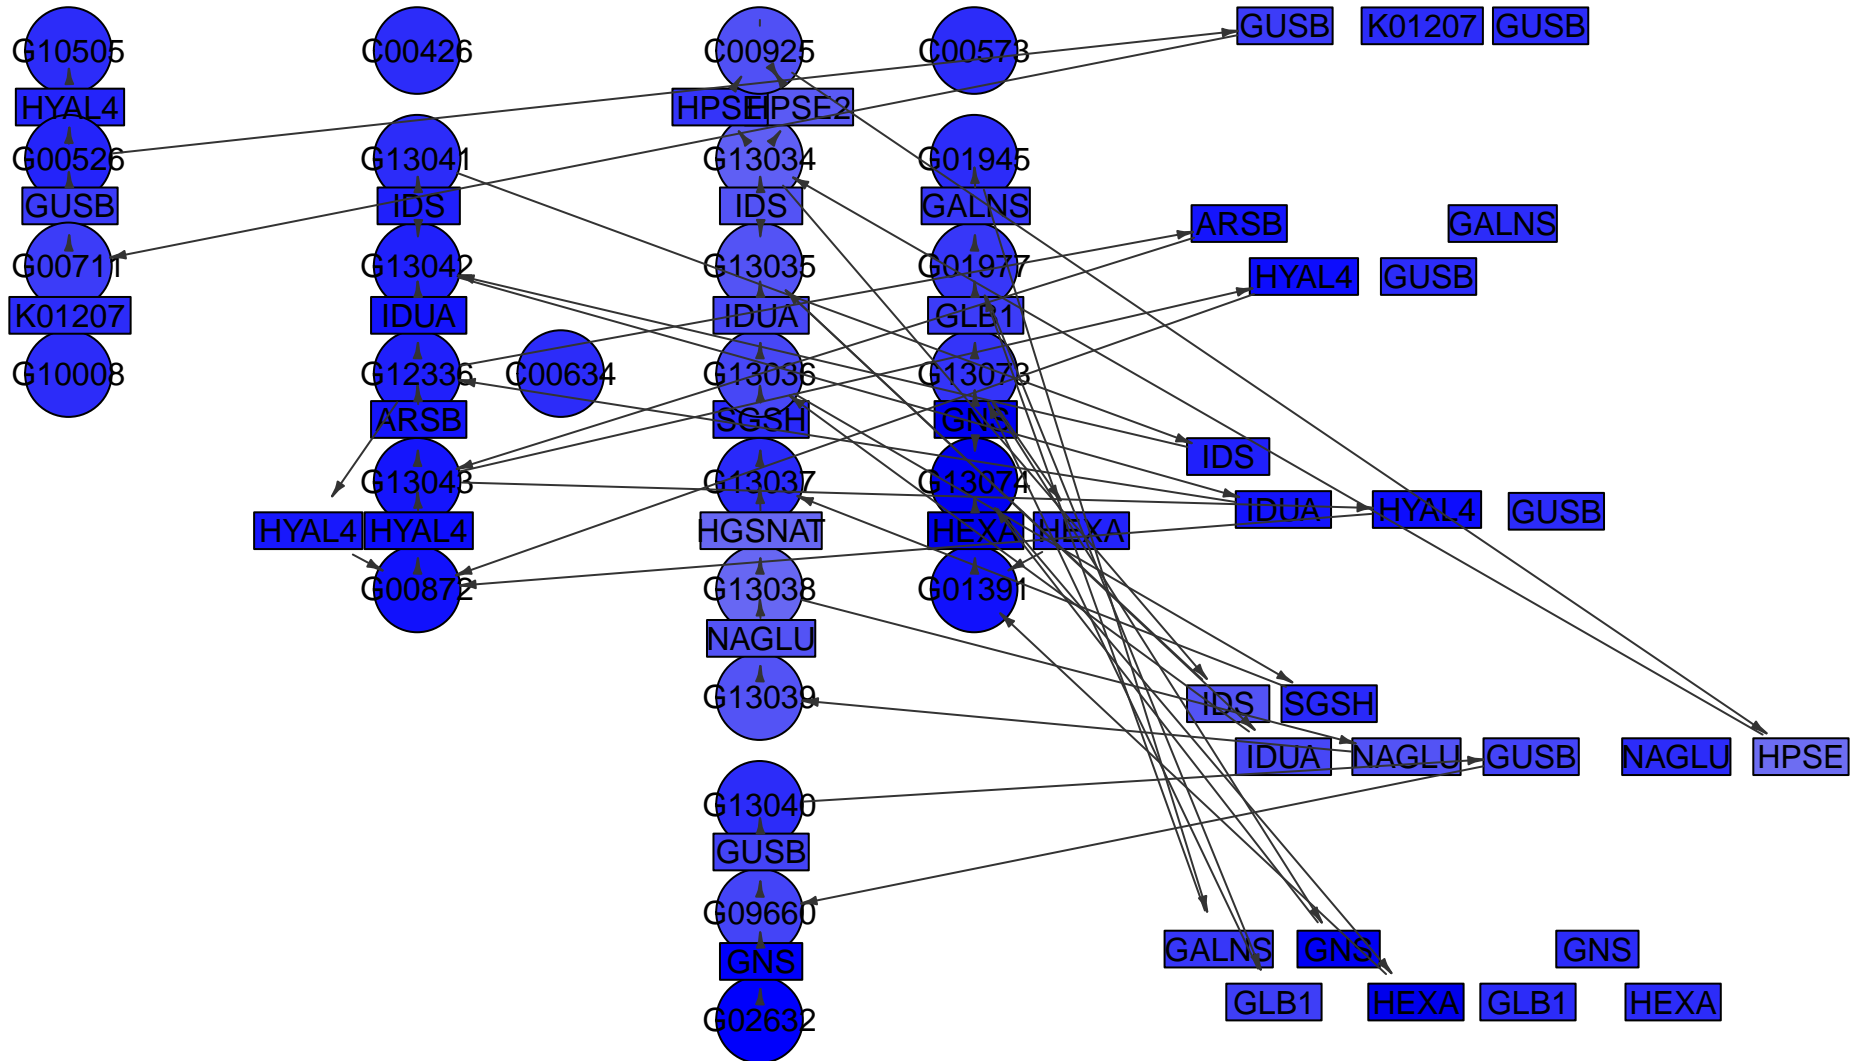 G10505 C00426 C00925 C00573 GUSB K01207 GUSB
HYAL4 HPSE HPSE2
G00526 G13041 G13034 G01945
GUSB IDS IDS GALNS ARSB GALNS
G00711 G13042 G13035 G01977 HYAL4 GUSB
K01207 IDUA IDUA GLB1
G10008 G12336 C00634 G13036 G13073
ARSB SGSH GNS IDS
G13043 G13037 G13074 IDUA HYAL4 GUSB
HYAL4 HYAL4 HGSNAT HEXA HEXA
G00872 G13038 G01391
NAGLU
G13039 IDS SGSH
IDUA NAGLU GUSB NAGLU HPSE
G13040
GUSB
G09660 GALNS GNS GNS
GNS
G02632 GLB1 HEXA GLB1 HEXA